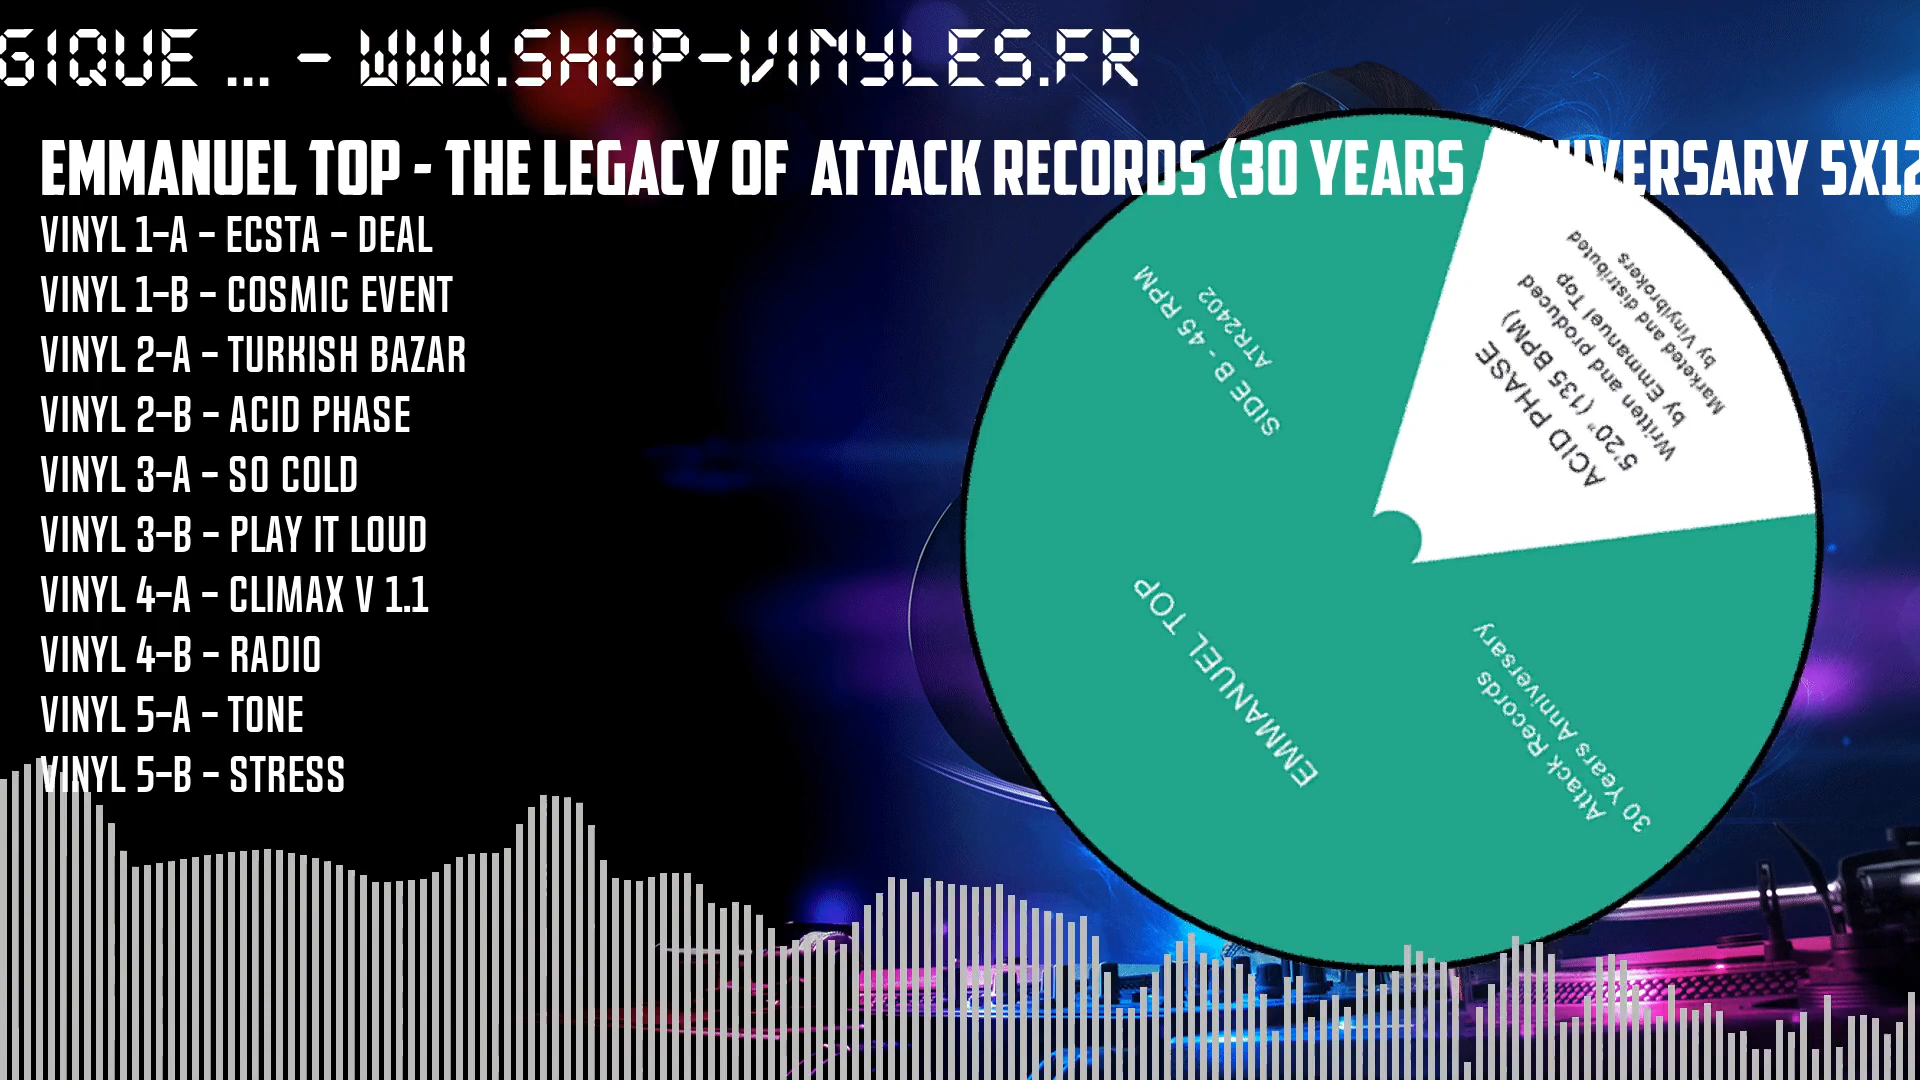 GIQUE ... - WWW.SHOP-VINYLES.FR
EMMANUEL TOP - THE LEGACY OF ATTACK RECORDS (30 YEARS ANNIVERSARY 5X12
VINYL 1-A - ECSTA - DEAL
VINYL 1-B - COSMIC EVENT
VINYL 2-A - TURKISH BAZAR
VINYL 2-B - ACID PHASE
VINYL 3-A - SO COLD
VINYL 3-B - PLAY IT LOUD
VINYL 4-A - CLIMAX V 1.1
VINYL 4-B - RADIO
VINYL 5-A - TONE
VINYL 5-B - STRESS
ACID PHASE
5'20" (135 BPM)
Written and produced
by Emmanuel Top
Marketed and distributed
by Vinylbrokers
SIDE B - 45 RPM
ATR2402
EMMANUEL TOP
Attack Records
30 Years Anniversary